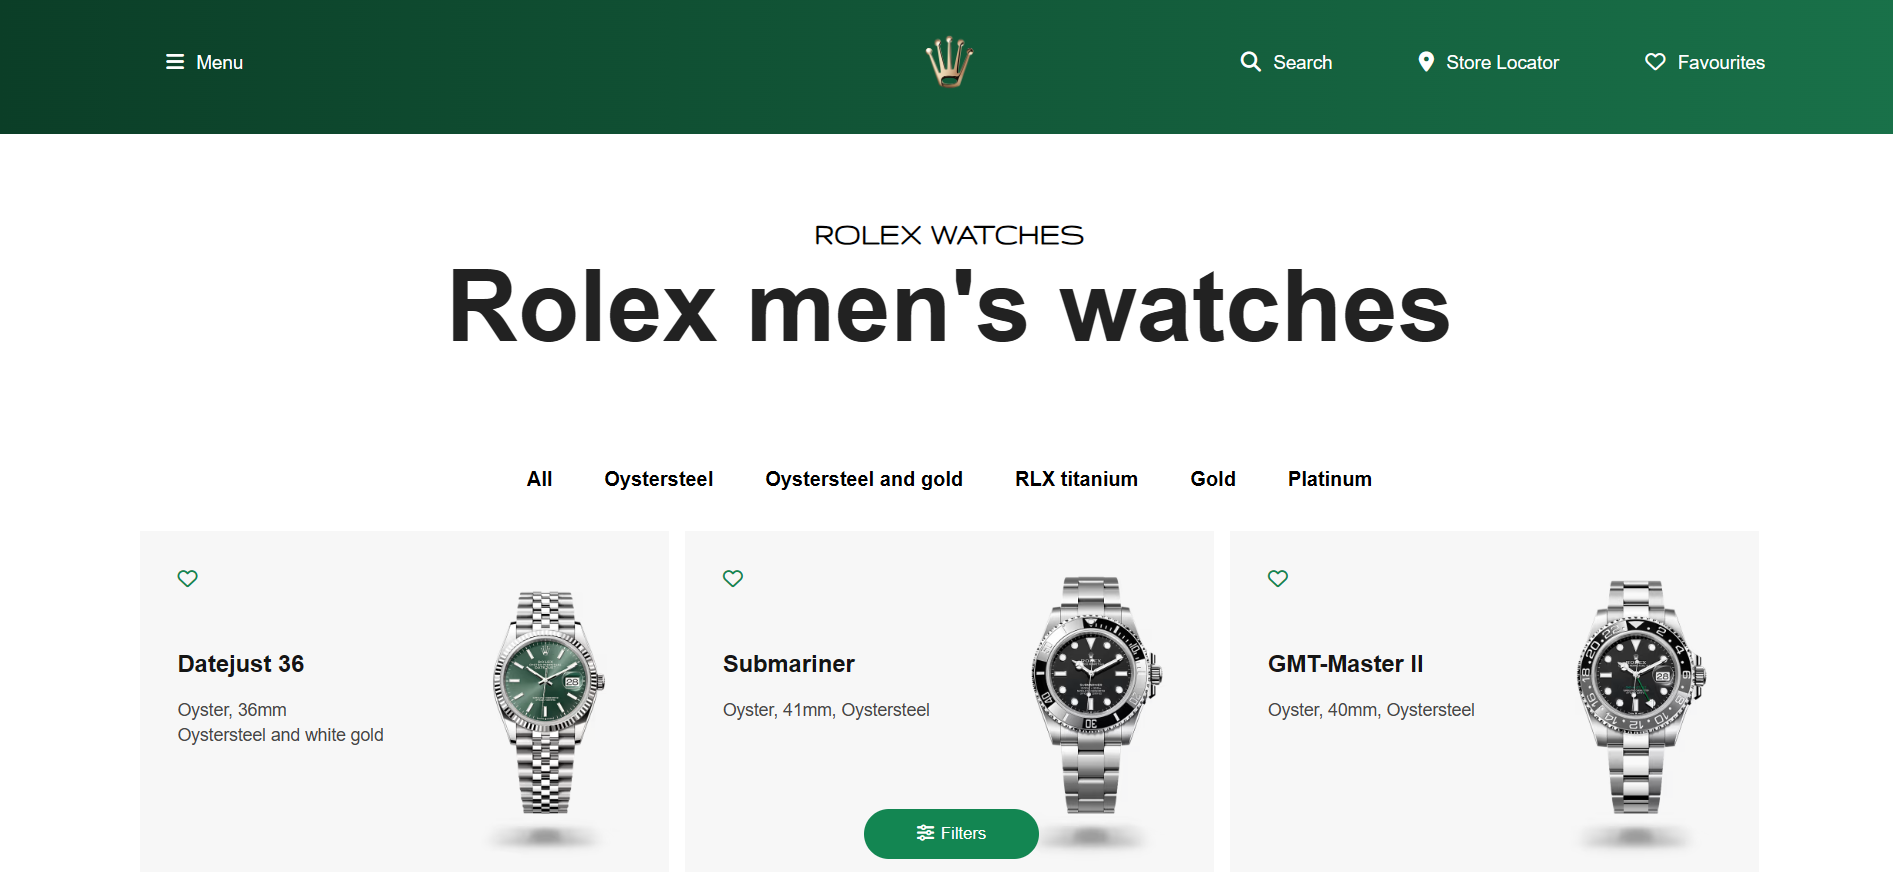 Menu
Search
Store Locator
Favourites
ROLEX WATCHES
Rolex men's watches
All
Oystersteel
Oystersteel and gold
RLX titanium
Gold
Platinum
Datejust 36
Oyster, 36mm
Oystersteel and white gold
Submariner
Oyster, 41mm, Oystersteel
GMT-Master II
Oyster, 40mm, Oystersteel
Filters